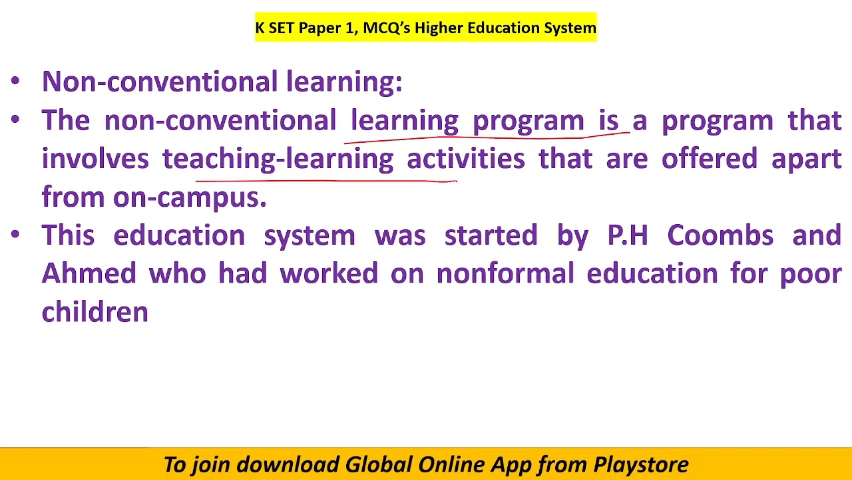 K SET Paper 1, MCQ's Higher Education System
• Non-conventional learning:
• The non-conventional learning program is a program that
involves teaching-learning activities that are offered apart
from on-campus.
• This education system was started by P.H Coombs and
Ahmed who had worked on nonformal education for poor
children
To join download Global Online App from Playstore